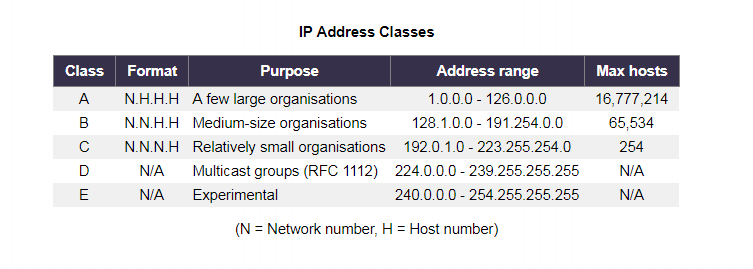 IP Address Classes
Class Format Purpose Address range Max hosts
A N.H.H.H A few large organisations 1.0.0.0 - 126.0.0.0 16,777,214
B N.N.H.H Medium-size organisations 128.1.0.0 - 191.254.0.0 65,534
C N.N.N.H Relatively small organisations 192.0.1.0 - 223.255.254.0 254
D N/A Multicast groups (RFC 1112) 224.0.0.0 - 239.255.255.255 N/A
E N/A Experimental 240.0.0.0 - 254.255.255.255 N/A
(N = Network number, H = Host number)